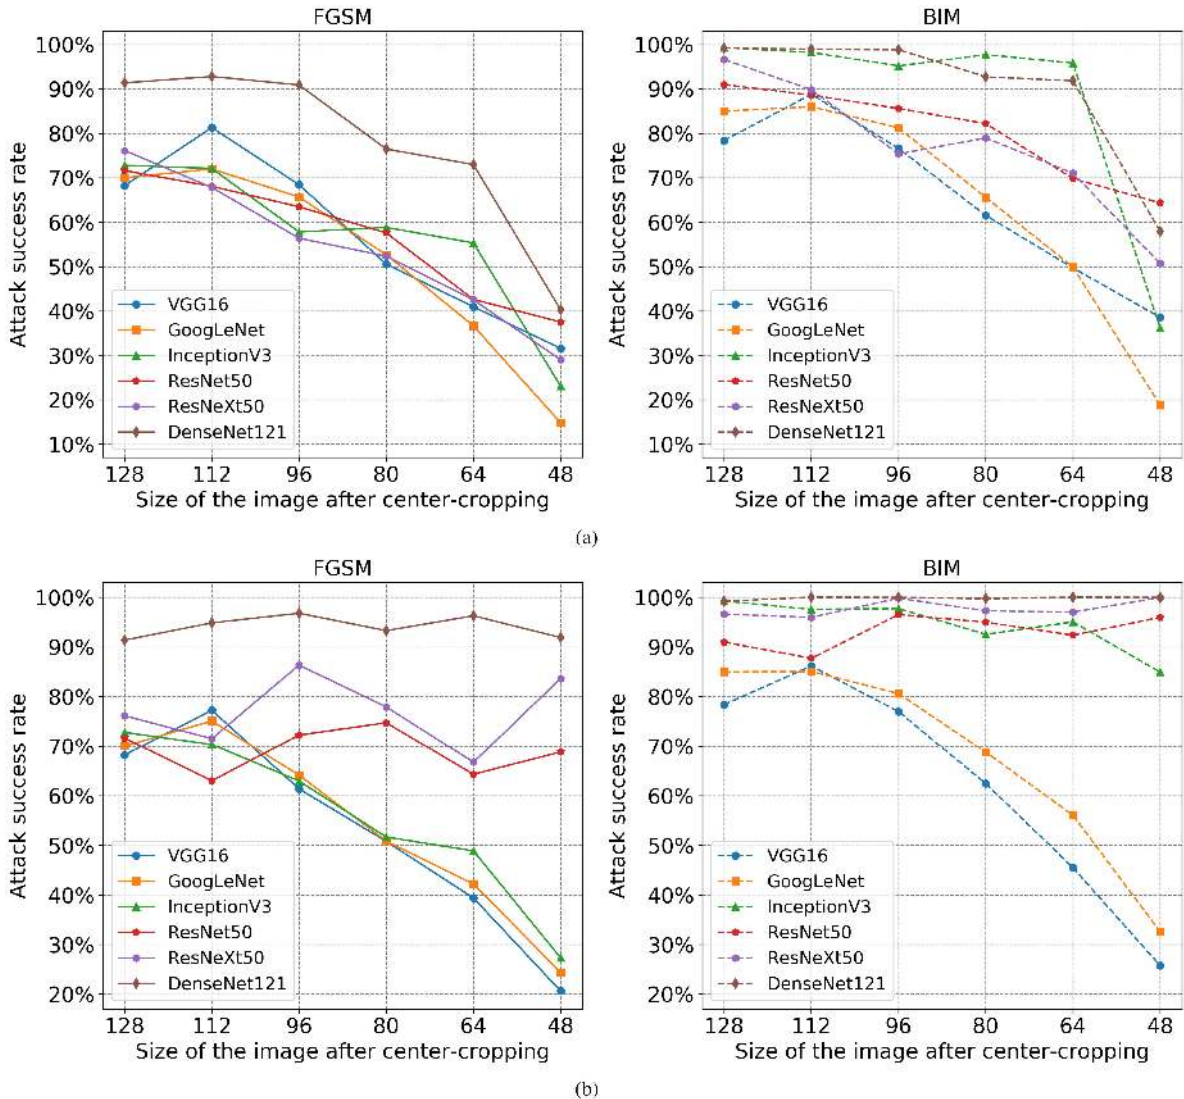 FGSM
100%
90%
80%
70%
60%
50%
40%
30%
20%
10%
Attack success rate
VGG16
GoogLeNet
InceptionV3
ResNet50
ResNeXt50
DenseNet121
128 112 96 80 64 48
Size of the image after center-cropping
BIM
100%
90%
80%
70%
60%
50%
40%
30%
20%
10%
Attack success rate
VGG16
GoogLeNet
InceptionV3
ResNet50
ResNeXt50
DenseNet121
128 112 96 80 64 48
Size of the image after center-cropping
(a)
FGSM
100%
90%
80%
70%
60%
50%
40%
30%
20%
Attack success rate
VGG16
GoogLeNet
InceptionV3
ResNet50
ResNeXt50
DenseNet121
128 112 96 80 64 48
Size of the image after center-cropping
BIM
100%
90%
80%
70%
60%
50%
40%
30%
20%
Attack success rate
VGG16
GoogLeNet
InceptionV3
ResNet50
ResNeXt50
DenseNet121
128 112 96 80 64 48
Size of the image after center-cropping
(b)